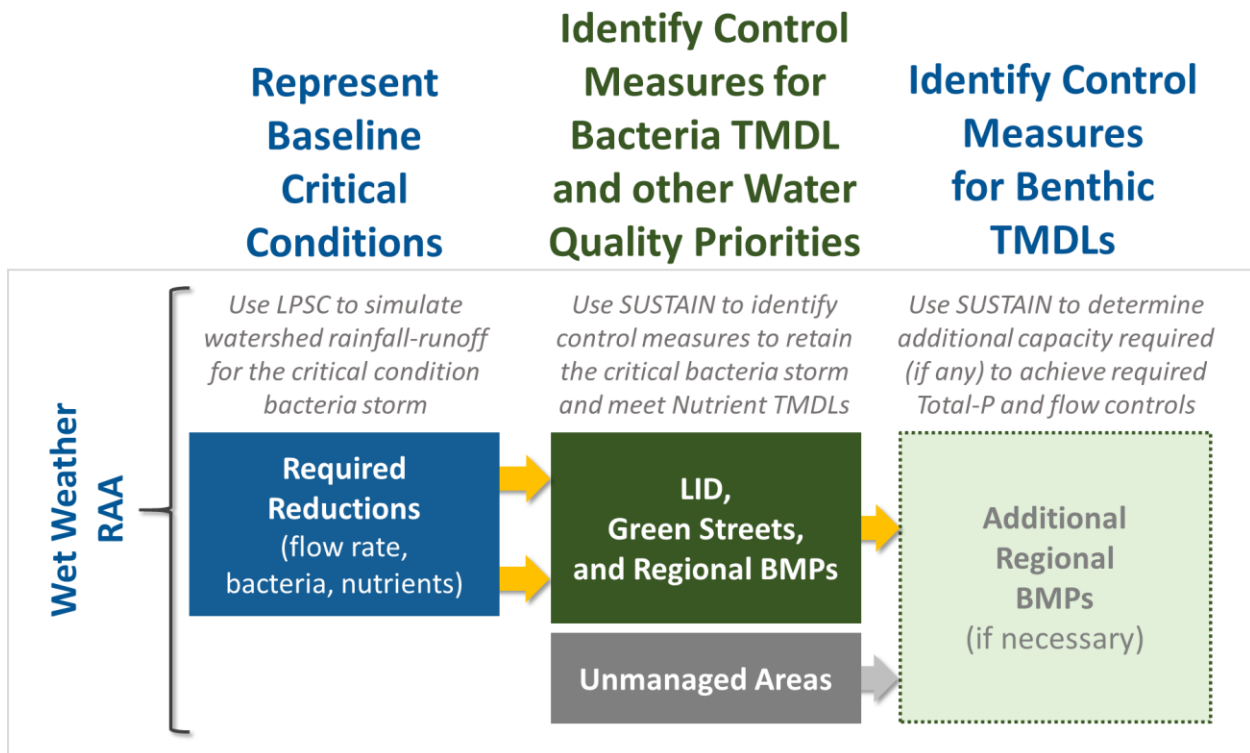 Represent
Baseline
Critical
Conditions
Identify Control
Measures for
Bacteria TMDL
and other Water
Quality Priorities
Identify Control
Measures
for Benthic
TMDLs
Wet Weather
RAA
Use LPSC to simulate
watershed rainfall-runoff
for the critical condition
bacteria storm
Use SUSTAIN to identify
control measures to retain
the critical bacteria storm
and meet Nutrient TMDLs
Use SUSTAIN to determine
additional capacity required
(if any) to achieve required
Total-P and flow controls
Required
Reductions
(flow rate,
bacteria, nutrients)
LID,
Green Streets,
and Regional BMPs
Unmanaged Areas
Additional
Regional
BMPs
(if necessary)